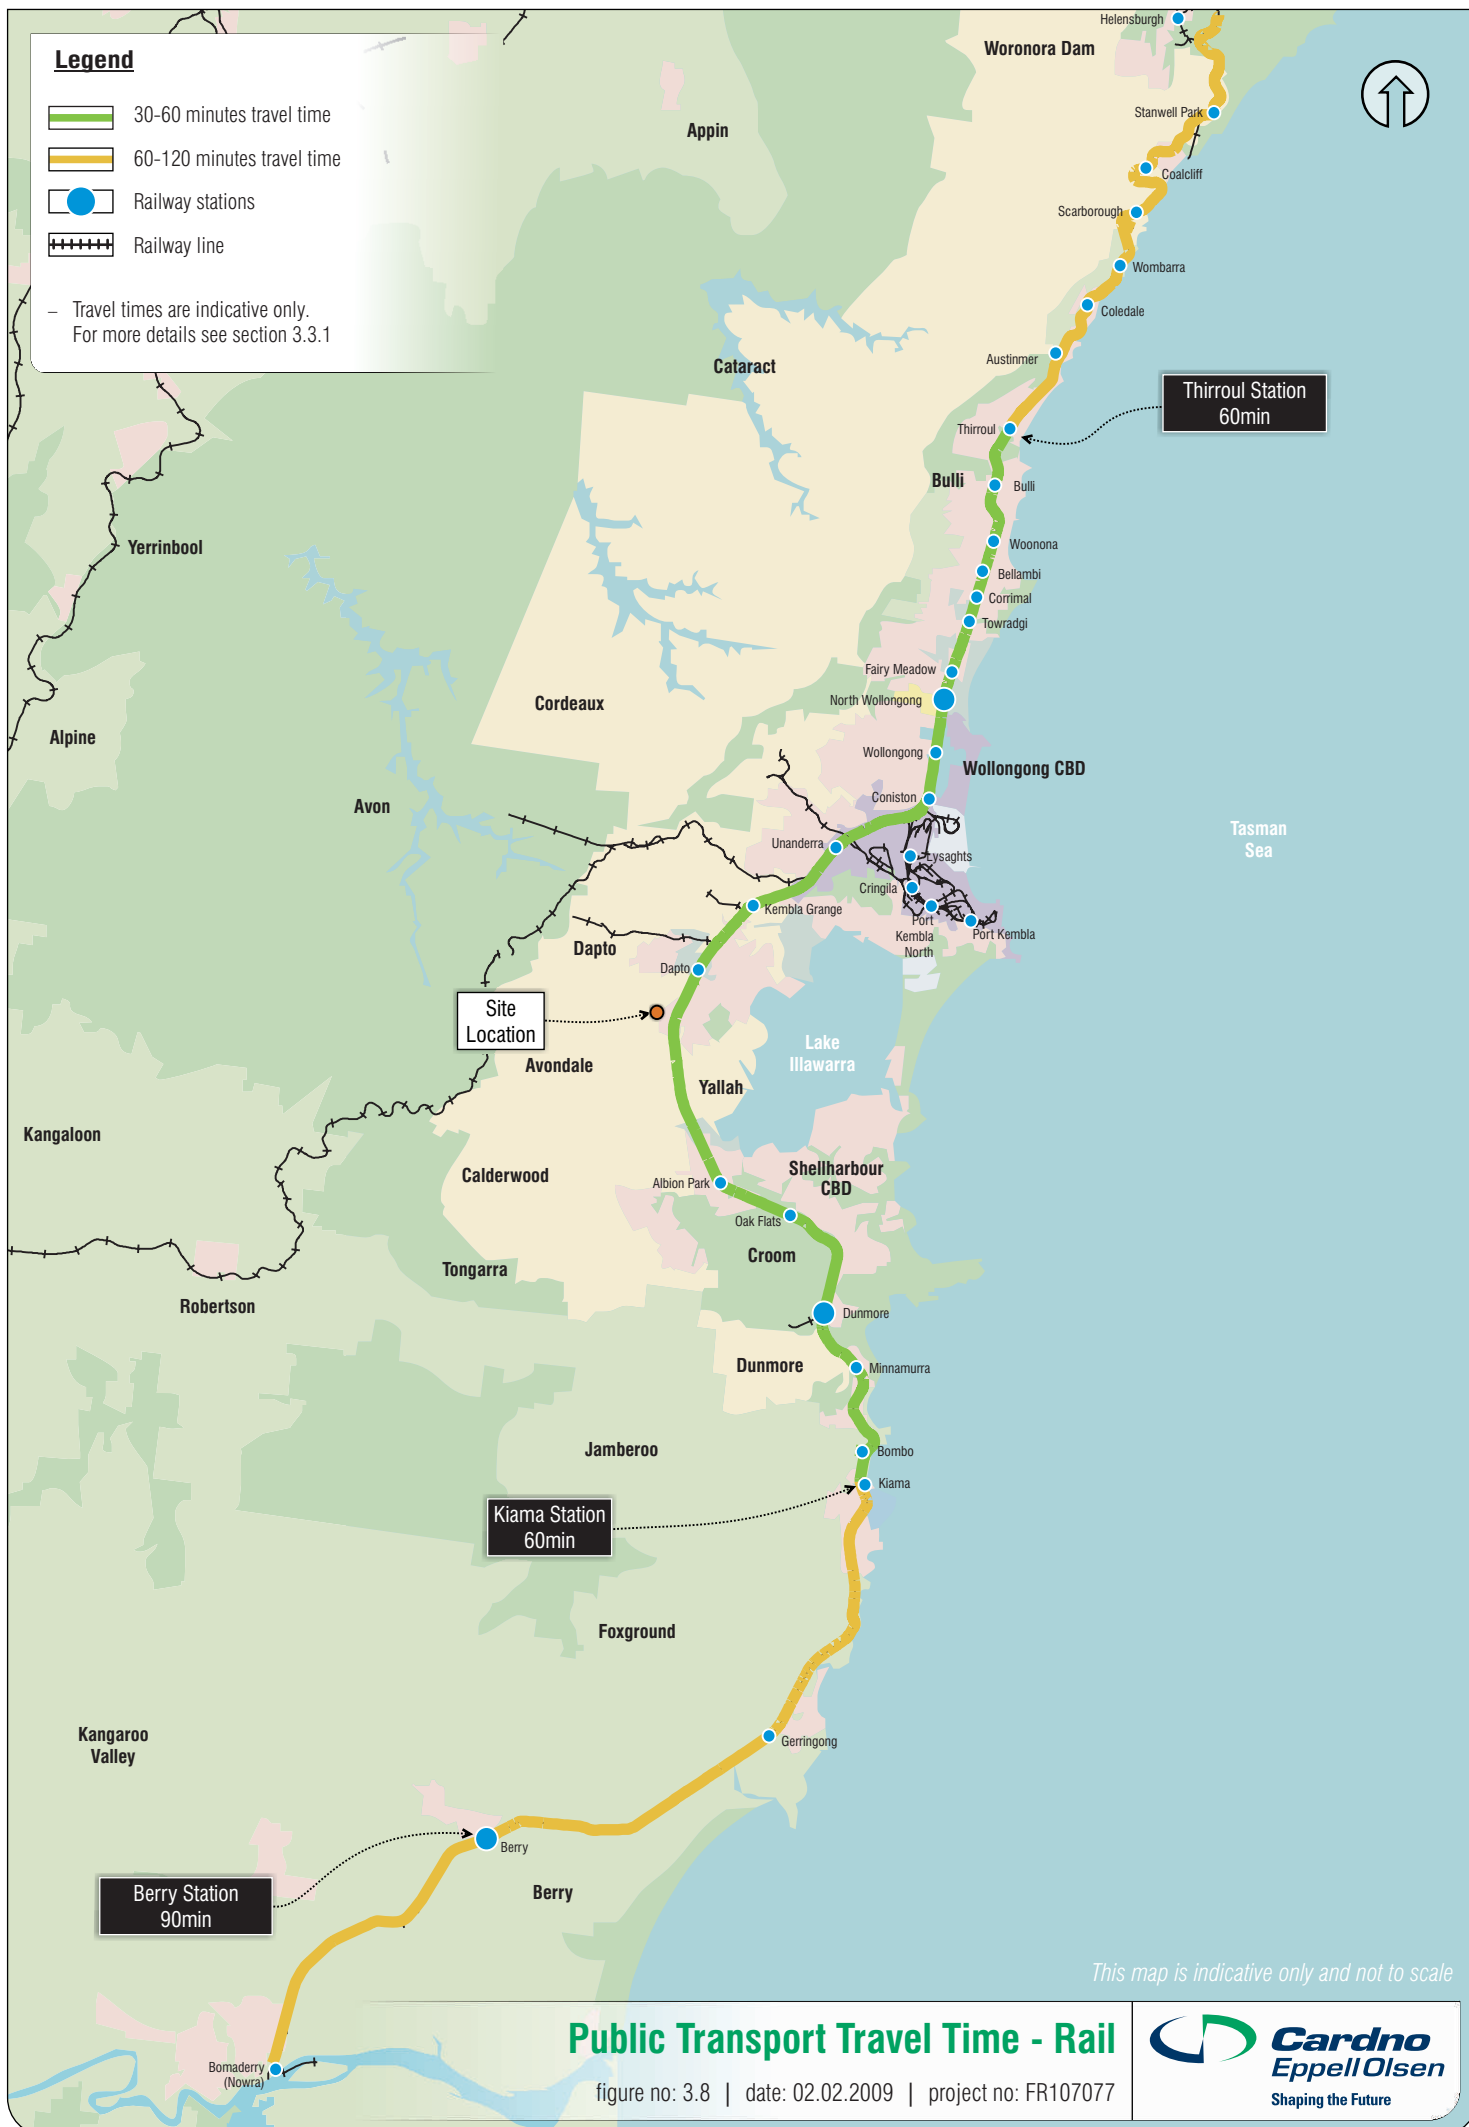 Legend
30-60 minutes travel time
60-120 minutes travel time
Railway stations
Railway line
– Travel times are indicative only.
For more details see section 3.3.1
Helensburgh
Woronora Dam
Stanwell Park
Appin
Coalcliff
Scarborough
Wombarra
Coledale
Austinmer
Cataract
Thirroul Station
60min
Thirroul
Bulli
Bulli
Woonona
Yerrinbool
Bellambi
Corrimal
Towradgi
Fairy Meadow
North Wollongong
Cordeaux
Alpine
Wollongong
Wollongong CBD
Coniston
Avon
Tasman
Sea
Unanderra
Lysaghts
Cringila
Kembla Grange
Port
Kembla
North
Port Kembla
Dapto
Dapto
Site
Location
Lake
Illawarra
Avondale
Yallah
Kangaloon
Calderwood
Shellharbour
CBD
Albion Park
Oak Flats
Croom
Tongarra
Robertson
Dunmore
Dunmore
Minnamurra
Jamberoo
Bombo
Kiama
Kiama Station
60min
Foxground
Kangaroo
Valley
Gerringong
Berry
Berry Station
90min
Berry
This map is indicative only and not to scale
Bomaderry
(Nowra)
Public Transport Travel Time - Rail
figure no: 3.8 | date: 02.02.2009 | project no: FR107077
Cardno
Eppell Olsen
Shaping the Future